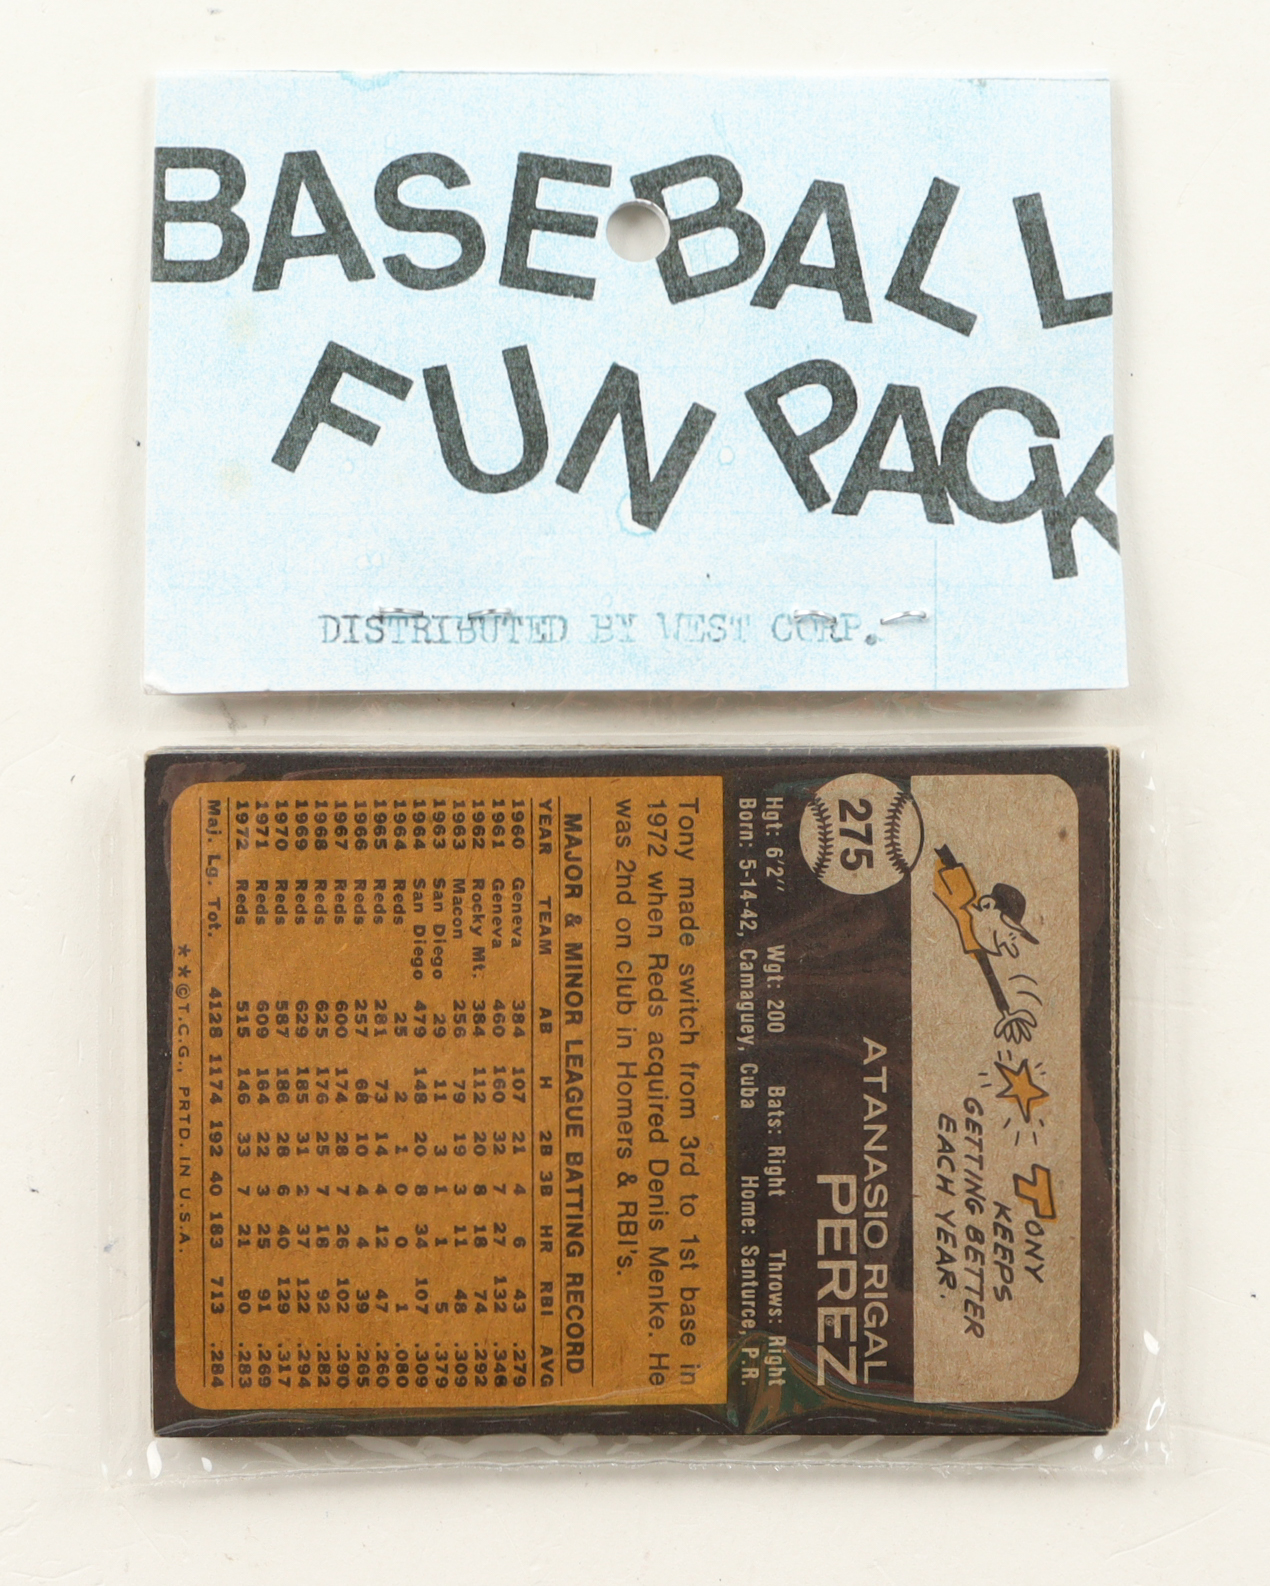 BASEBALL
FUN PACK
DISTRIBUTED BY WEST CORP.
TONY
KEEPS
GETTING BETTER
EACH YEAR.
275
ATANASIO RIGAL
PEREZ
Hgt: 6'2" Wgt: 200 Bats: Right Throws: Right
Born: 5-14-42, Camaguey, Cuba Home: Santurce, P.R.
Tony made switch from 3rd to 1st base in
1972 when Reds acquired Denis Menke. He
was 2nd on club in Homers & RBI's.
MAJOR & MINOR LEAGUE BATTING RECORD
YEAR TEAM AB H 2B 3B HR RBI AVG
1960 Geneva 384 107 21 4 6 43 .279
1961 Geneva 460 160 32 7 27 132 .348
1962 Rocky Mt. 384 112 20 8 18 74 .292
1963 Macon 256 79 19 3 11 48 .309
1963 San Diego 29 11 3 1 1 5 .379
1964 San Diego 479 148 20 8 34 107 .309
1964 Reds 25 2 1 0 0 1 .080
1965 Reds 281 73 14 4 12 47 .260
1966 Reds 257 68 10 4 4 39 .265
1967 Reds 600 174 28 7 26 102 .290
1968 Reds 625 176 25 7 18 92 .282
1969 Reds 629 185 31 2 37 122 .294
1970 Reds 587 186 28 6 40 129 .317
1971 Reds 609 164 22 3 25 91 .269
1972 Reds 515 146 33 7 21 90 .283
Maj. Lg. Tot. 4128 1174 192 40 183 713 .284
★★©T.C.G., PRTD. IN U.S.A.